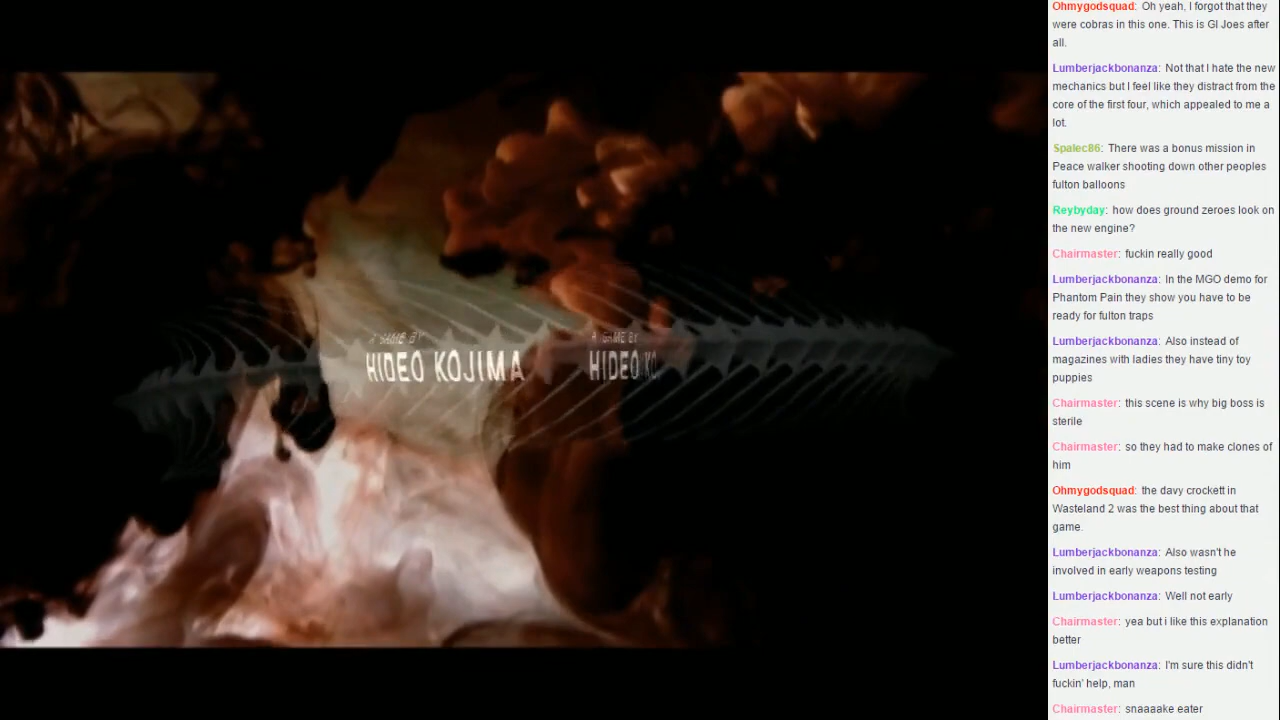 A GAME BY
HIDEO KOJIMA
A GAME BY
HIDEO KO
Ohmygodsquad: Oh yeah, I forgot that they
were cobras in this one. This is GI Joes after
all.
Lumberjackbonanza: Not that I hate the new
mechanics but I feel like they distract from the
core of the first four, which appealed to me a
lot.
Spalec86: There was a bonus mission in
Peace walker shooting down other peoples
fulton balloons
Reybyday: how does ground zeroes look on
the new engine?
Chairmaster: fuckin really good
Lumberjackbonanza: In the MGO demo for
Phantom Pain they show you have to be
ready for fulton traps
Lumberjackbonanza: Also instead of
magazines with ladies they have tiny toy
puppies
Chairmaster: this scene is why big boss is
sterile
Chairmaster: so they had to make clones of
him
Ohmygodsquad: the davy crockett in
Wasteland 2 was the best thing about that
game.
Lumberjackbonanza: Also wasn't he
involved in early weapons testing
Lumberjackbonanza: Well not early
Chairmaster: yea but i like this explanation
better
Lumberjackbonanza: I'm sure this didn't
fuckin' help, man
Chairmaster: snaaaake eater